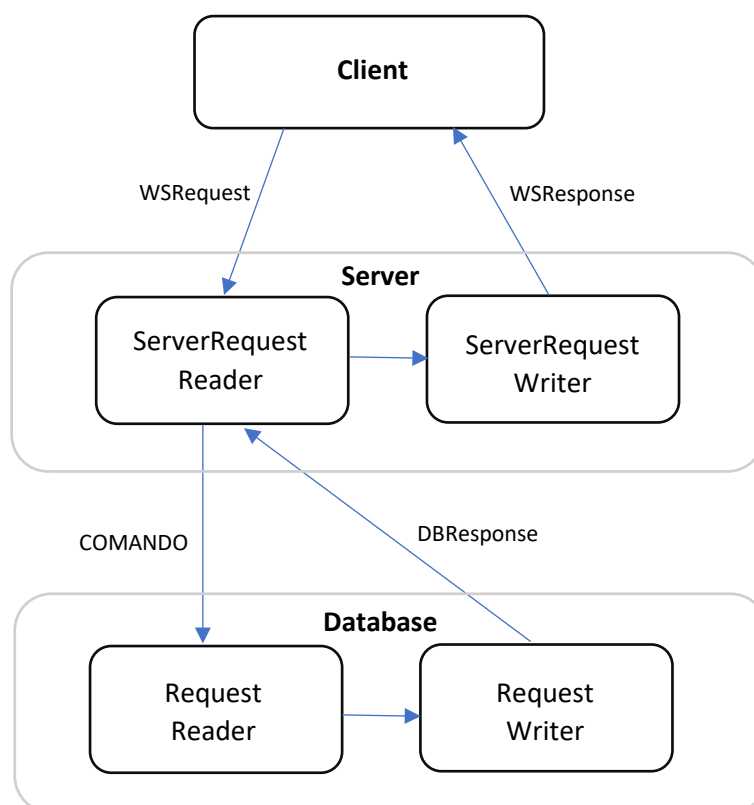 Client
WSRequest
WSResponse
Server
ServerRequest
Reader
ServerRequest
Writer
COMANDO
DBResponse
Database
Request
Reader
Request
Writer